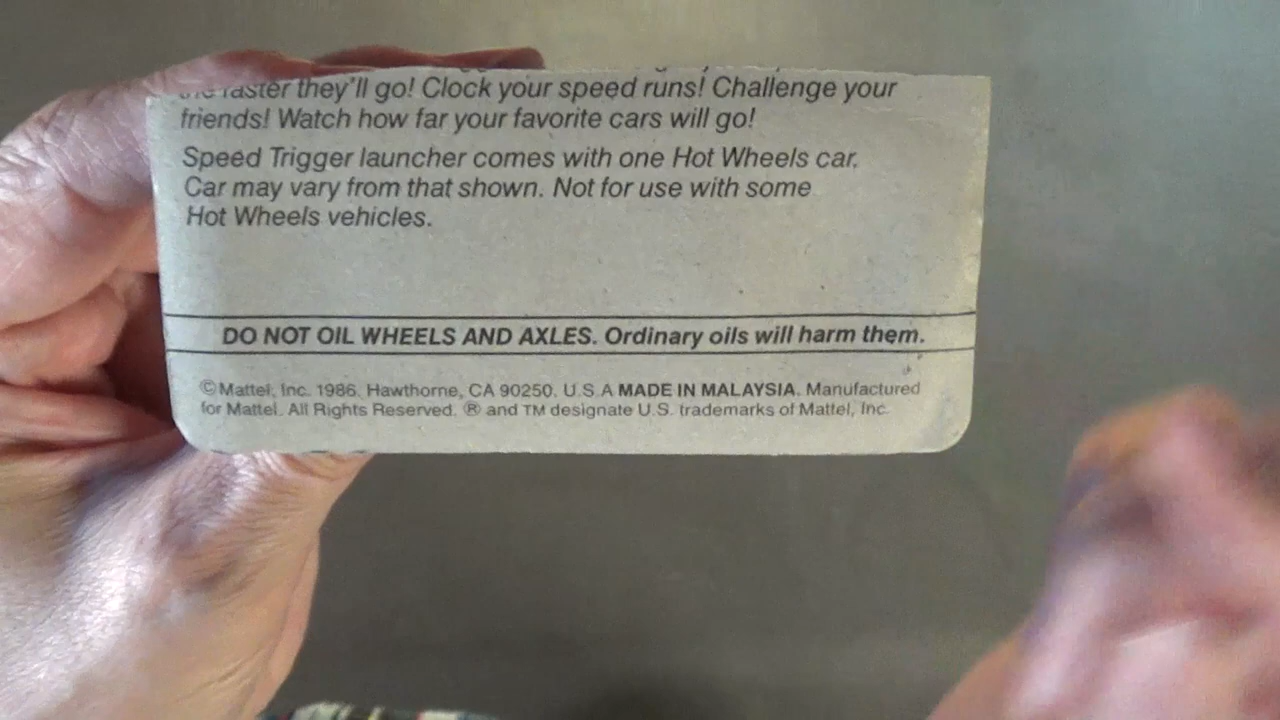 the faster they'll go! Clock your speed runs! Challenge your
friends! Watch how far your favorite cars will go!
Speed Trigger launcher comes with one Hot Wheels car.
Car may vary from that shown. Not for use with some
Hot Wheels vehicles.
DO NOT OIL WHEELS AND AXLES. Ordinary oils will harm them.
© Mattel, Inc. 1986. Hawthorne, CA 90250. U.S.A MADE IN MALAYSIA. Manufactured
for Mattel. All Rights Reserved. ® and TM designate U.S. trademarks of Mattel, Inc.